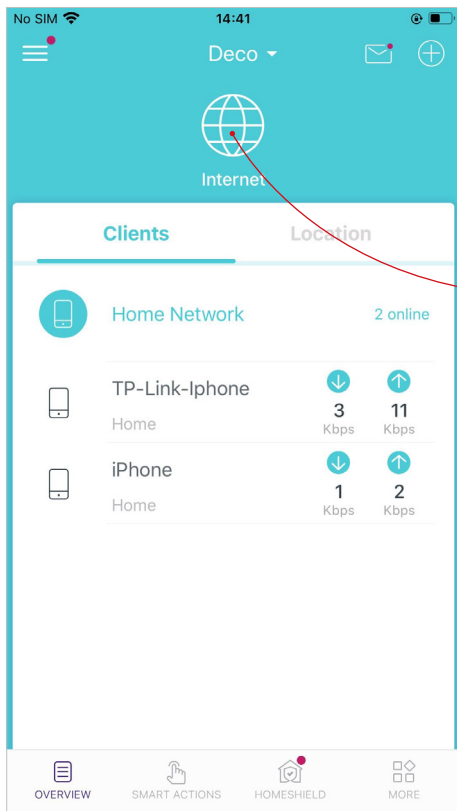 No SIM 14:41
Deco
Internet
Clients Location
Home Network 2 online
TP-Link-Iphone
Home
3 11
Kbps Kbps
iPhone
Home
1 2
Kbps Kbps
OVERVIEW SMART ACTIONS HOMESHIELD MORE